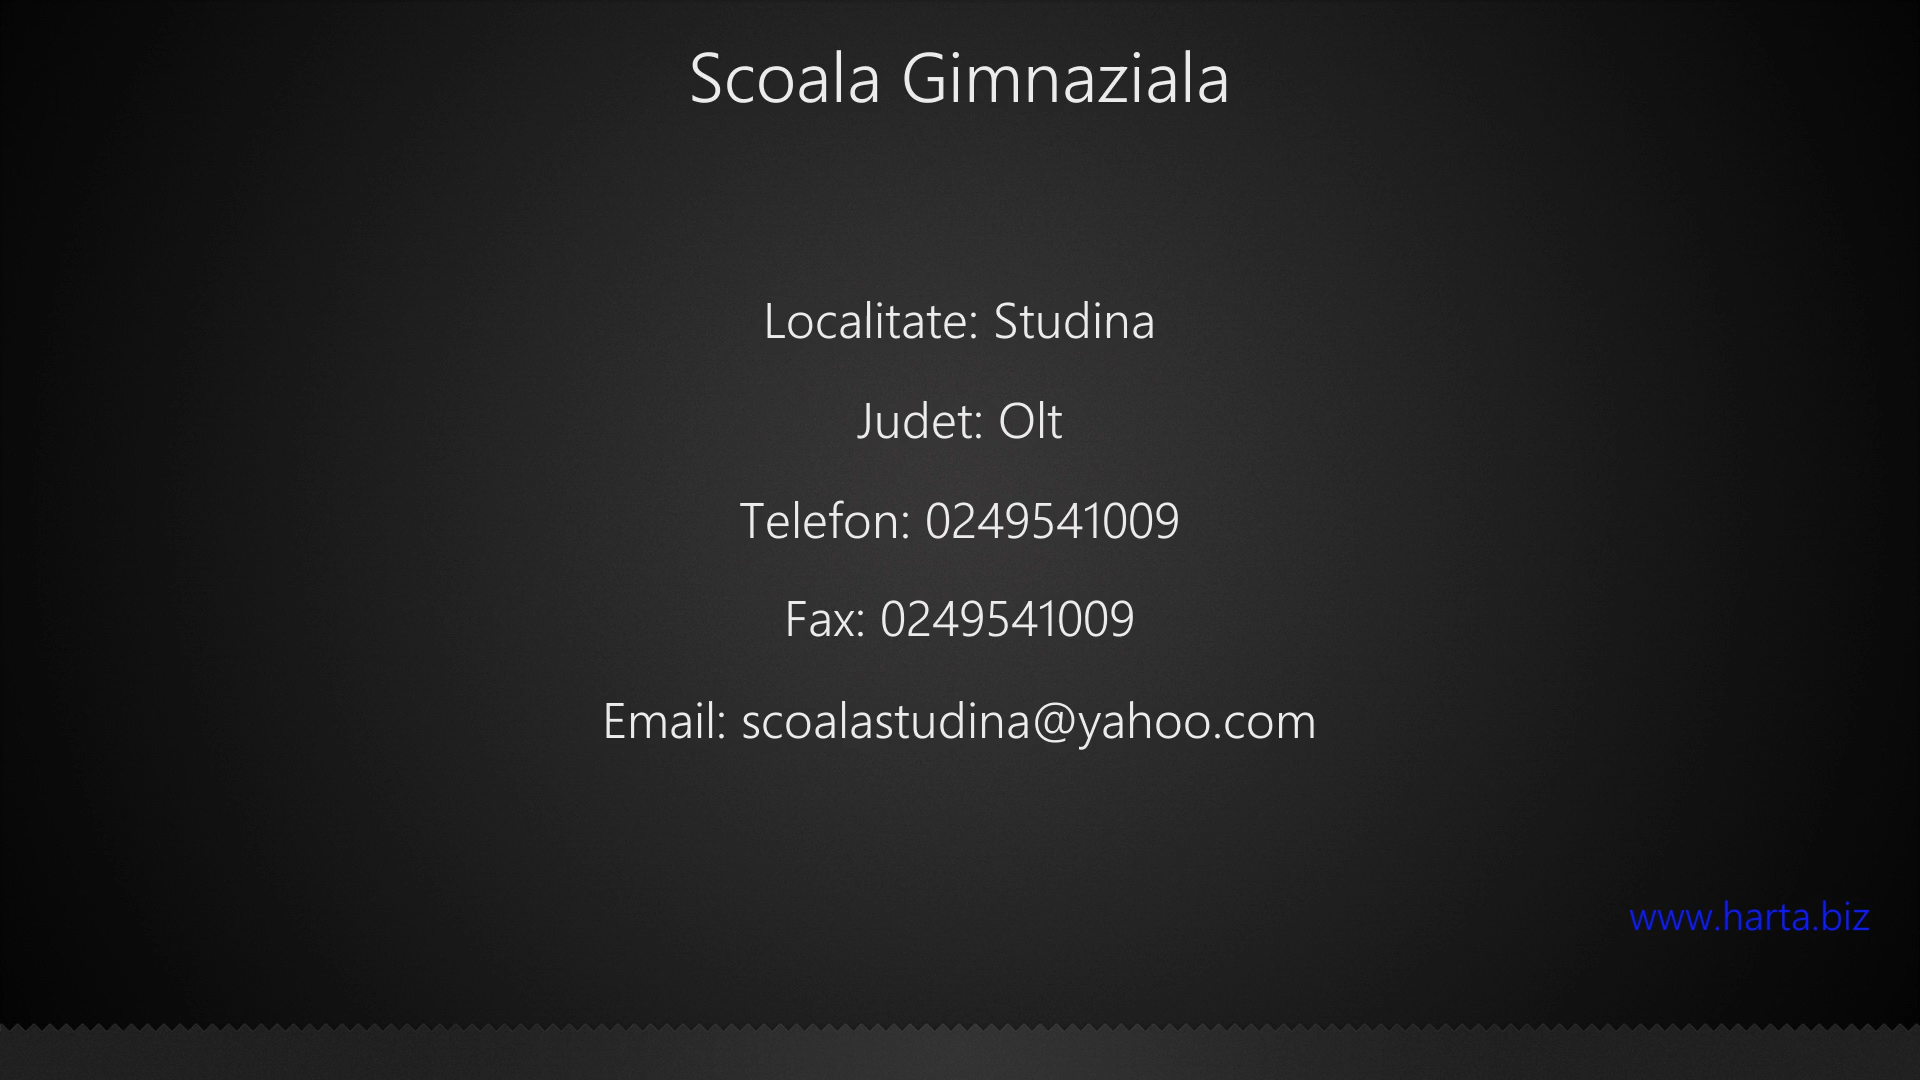 Scoala Gimnaziala
Localitate: Studina
Judet: Olt
Telefon: 0249541009
Fax: 0249541009
Email: scoalastudina@yahoo.com
www.harta.biz